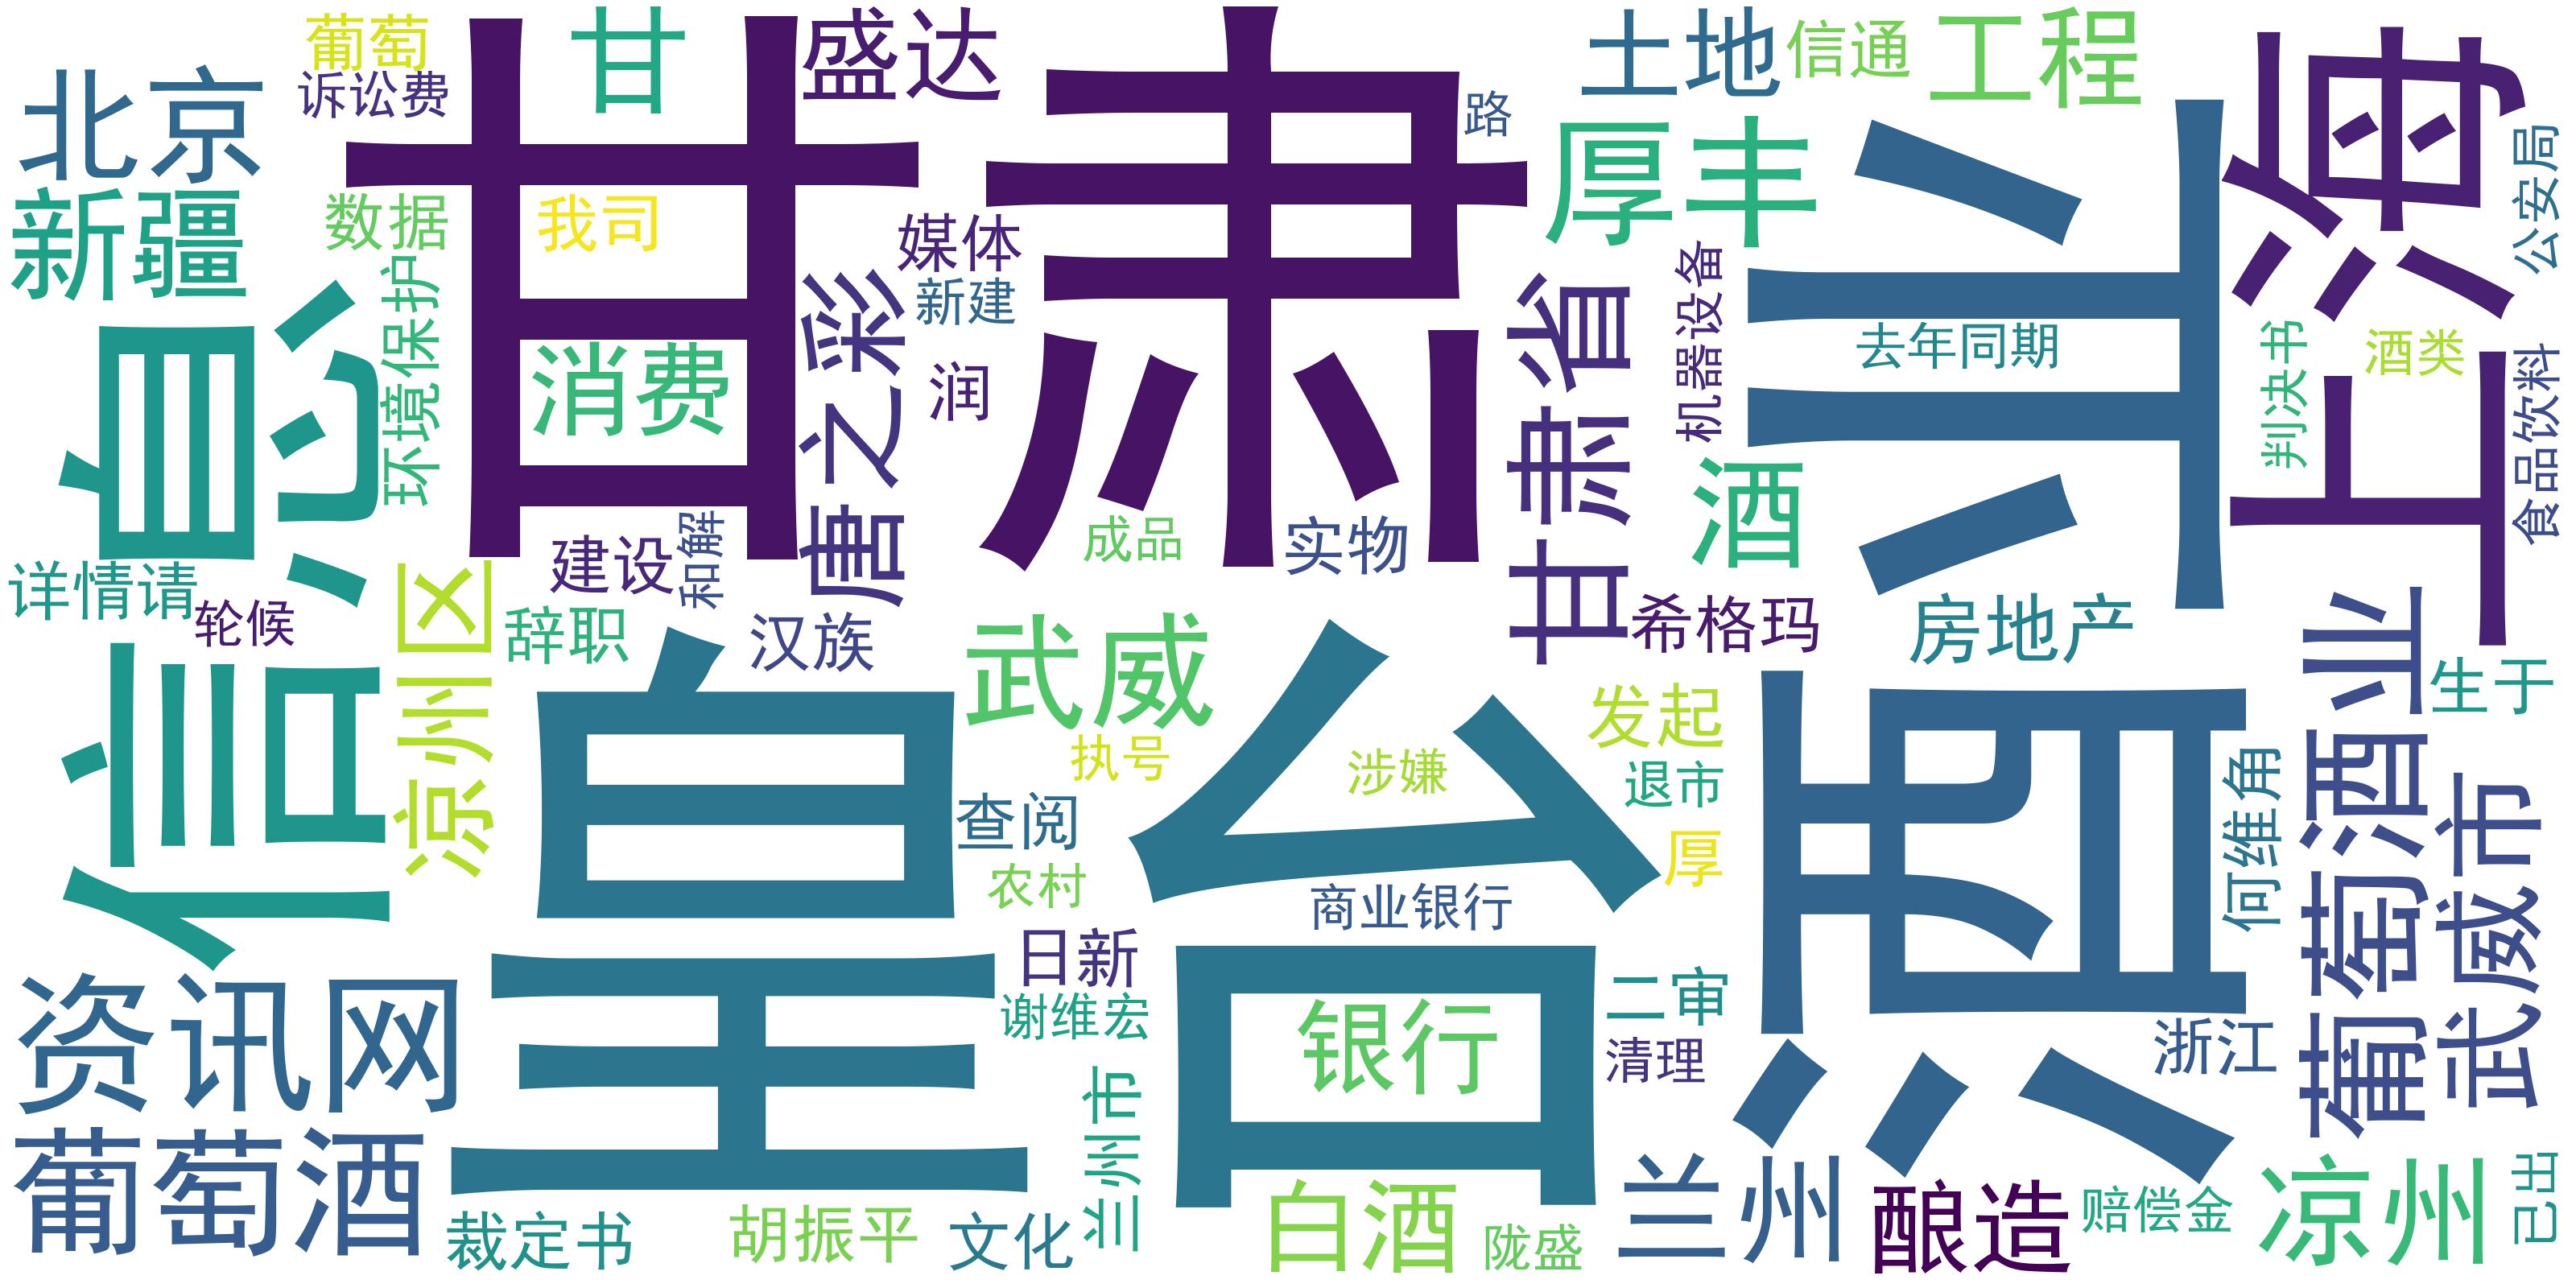 葡萄
诉讼费
北京
新疆
甘
盛达
甘肃
土地
信通
工程
路
厚丰
上海
公安局
数据
我司
媒体
新建
环境保护
消费
唐之彩
润
甘肃省
机器设备
去年同期
酒业
判决书
酒类
食品饮料
信息
详情请
轮候
凉州区
建设
和解
辞职
汉族
成品
实物
酒
希格玛
房地产
葡萄酒业
生于
皇台
武威
执号
涉嫌
发起
退市
厚
查阅
农村
商业银行
何维角
武威市
日新
谢维宏
银行
二审
清理
浙江
资讯网
葡萄酒
兰州市
裁定书
胡振平
文化
白酒
陇盛
兰州
酿造
赔偿金
凉州
已出